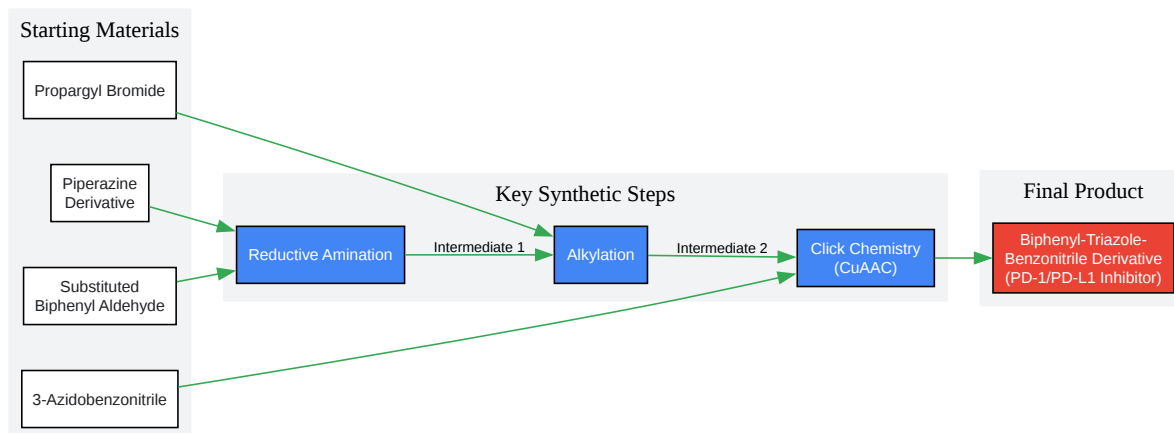 Starting Materials
Propargyl Bromide
Piperazine
Derivative
Substituted
Biphenyl Aldehyde
3-Azidobenzonitrile
Key Synthetic Steps
Reductive Amination
Intermediate 1
Alkylation
Intermediate 2
Click Chemistry
(CuAAC)
Final Product
Biphenyl-Triazole-
Benzonitrile Derivative
(PD-1/PD-L1 Inhibitor)